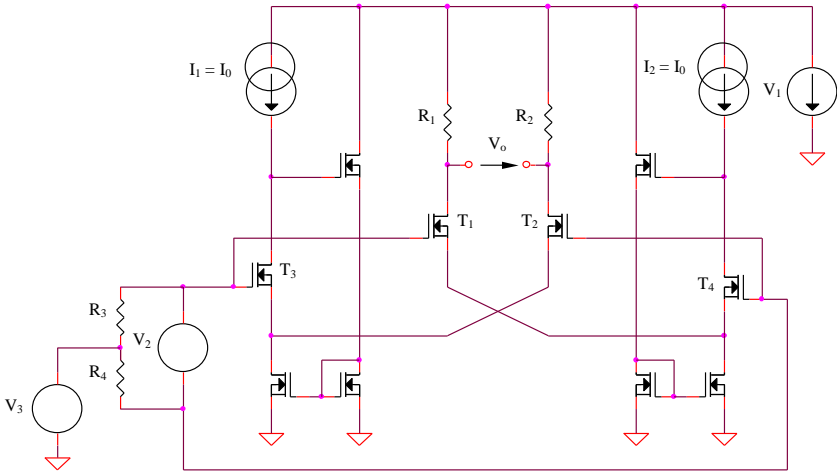 I₁ = I₀
I₂ = I₀
V₁
R₁
R₂
Vₒ
T₁
T₂
T₃
T₄
R₃
V₂
R₄
V₃